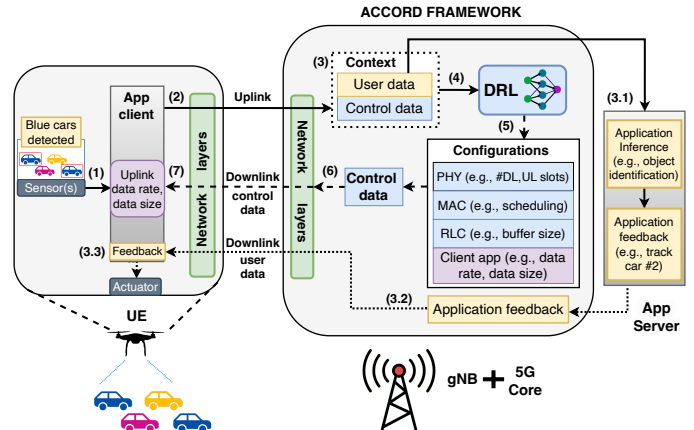 ACCORD FRAMEWORK
(3)
Context
User data
Control data
(4)
DRL
(5)
(3.1)
App
client
(2)
Uplink
Blue cars
detected
Sensor(s)
(1)
Uplink
data rate,
data size
(7)
Network layers
Downlink
control
data
Network layers
(6)
Control
data
Configurations
PHY (e.g., #DL,UL slots)
MAC (e.g., scheduling)
RLC (e.g., buffer size)
Client app (e.g., data
rate, data size)
Application
Inference
(e.g., object
identification)
Application
feedback
(e.g., track
car #2)
(3.3)
Feedback
Actuator
Downlink
user
data
(3.2)
Application feedback
App
Server
UE
gNB
+
5G
Core